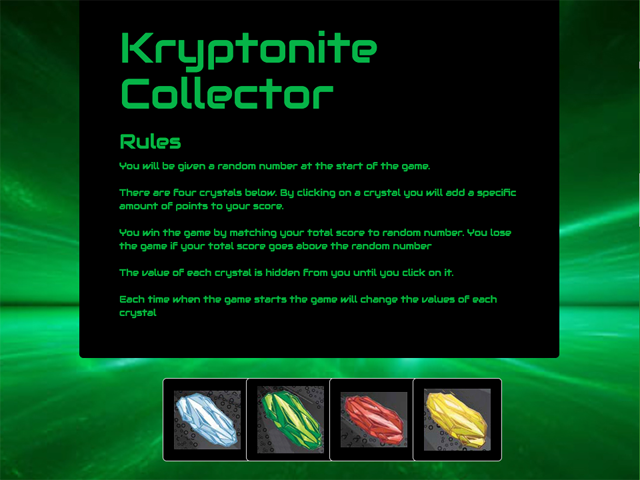 Kryptonite
Collector
Rules
You will be given a random number at the start of the game.
There are four crystals below. By clicking on a crystal you will add a specific
amount of points to your score.
You win the game by matching your total score to random number. You lose
the game if your total score goes above the random number
The value of each crystal is hidden from you until you click on it.
Each time when the game starts the game will change the values of each
crystal